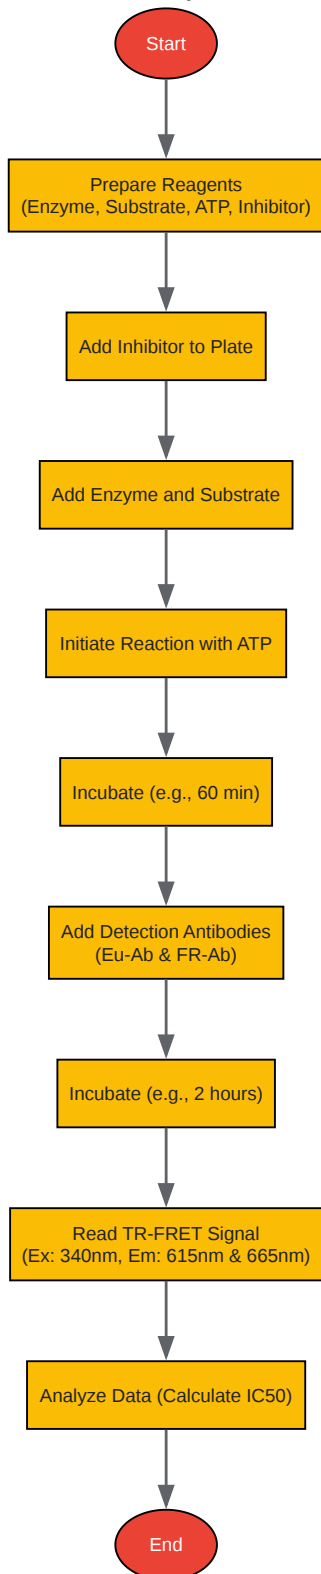 Start
Prepare Reagents
(Enzyme, Substrate, ATP, Inhibitor)
Add Inhibitor to Plate
Add Enzyme and Substrate
Initiate Reaction with ATP
Incubate (e.g., 60 min)
Add Detection Antibodies
(Eu-Ab & FR-Ab)
Incubate (e.g., 2 hours)
Read TR-FRET Signal
(Ex: 340nm, Em: 615nm & 665nm)
Analyze Data (Calculate IC50)
End